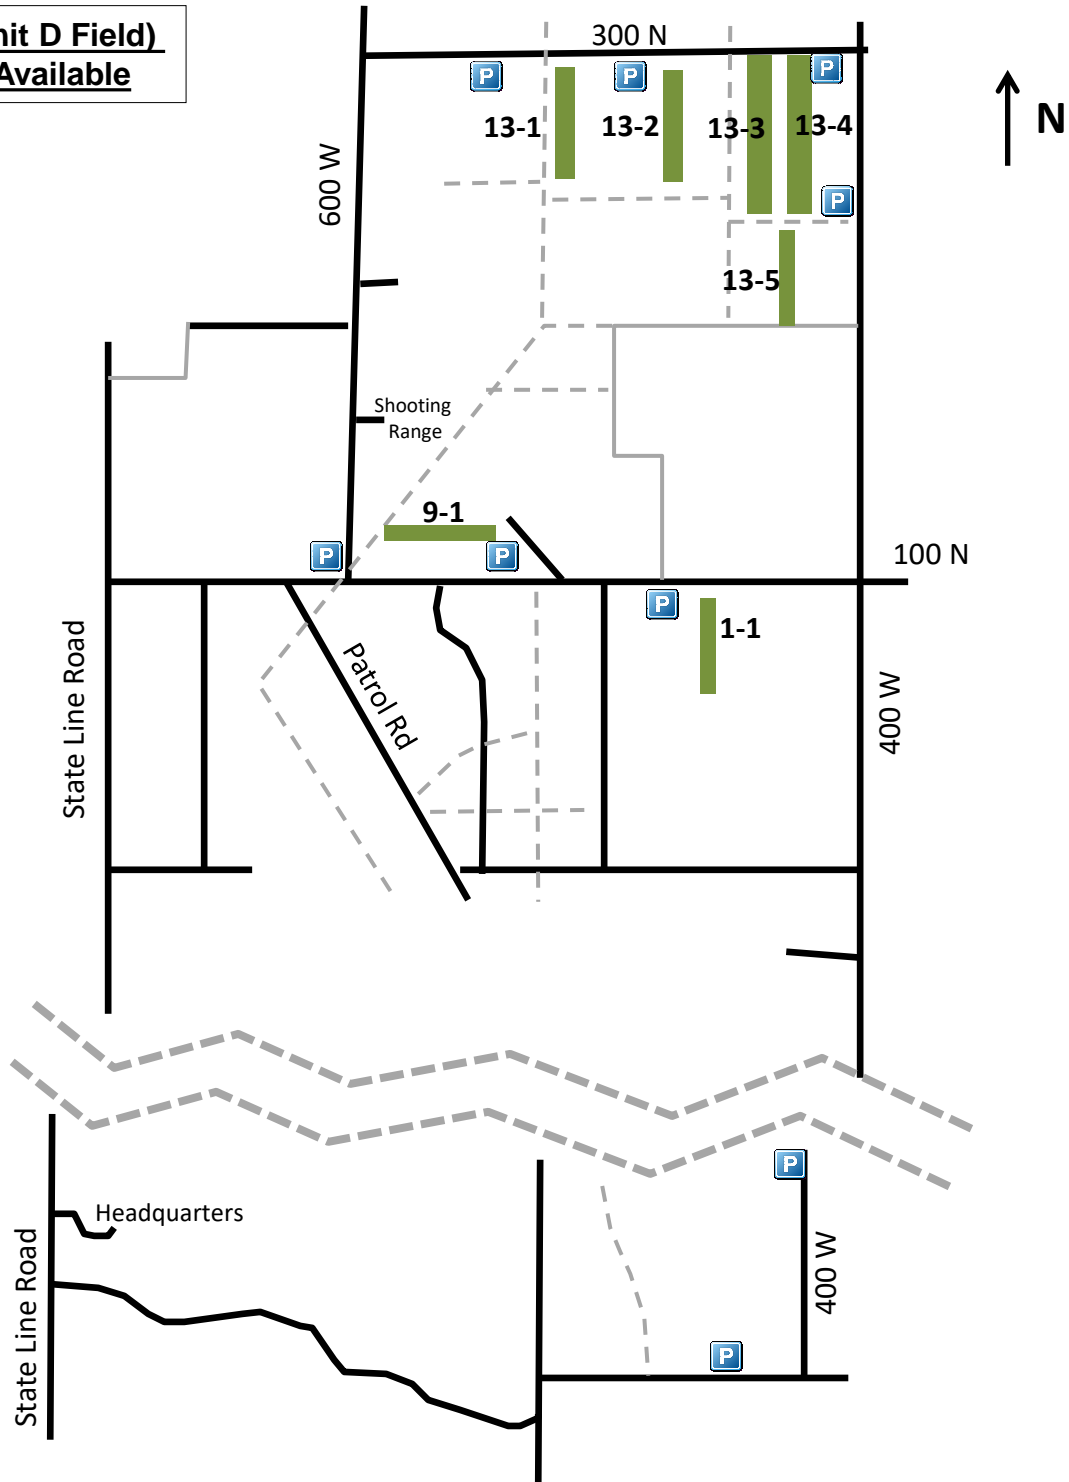 nit D Field)
Available
300 N
P
P
P
13-1
13-2
13-3
13-4
N
600 W
P
13-5
Shooting
Range
9-1
P
P
100 N
P
1-1
State Line Road
Patrol Rd
400 W
P
Headquarters
State Line Road
400 W
P